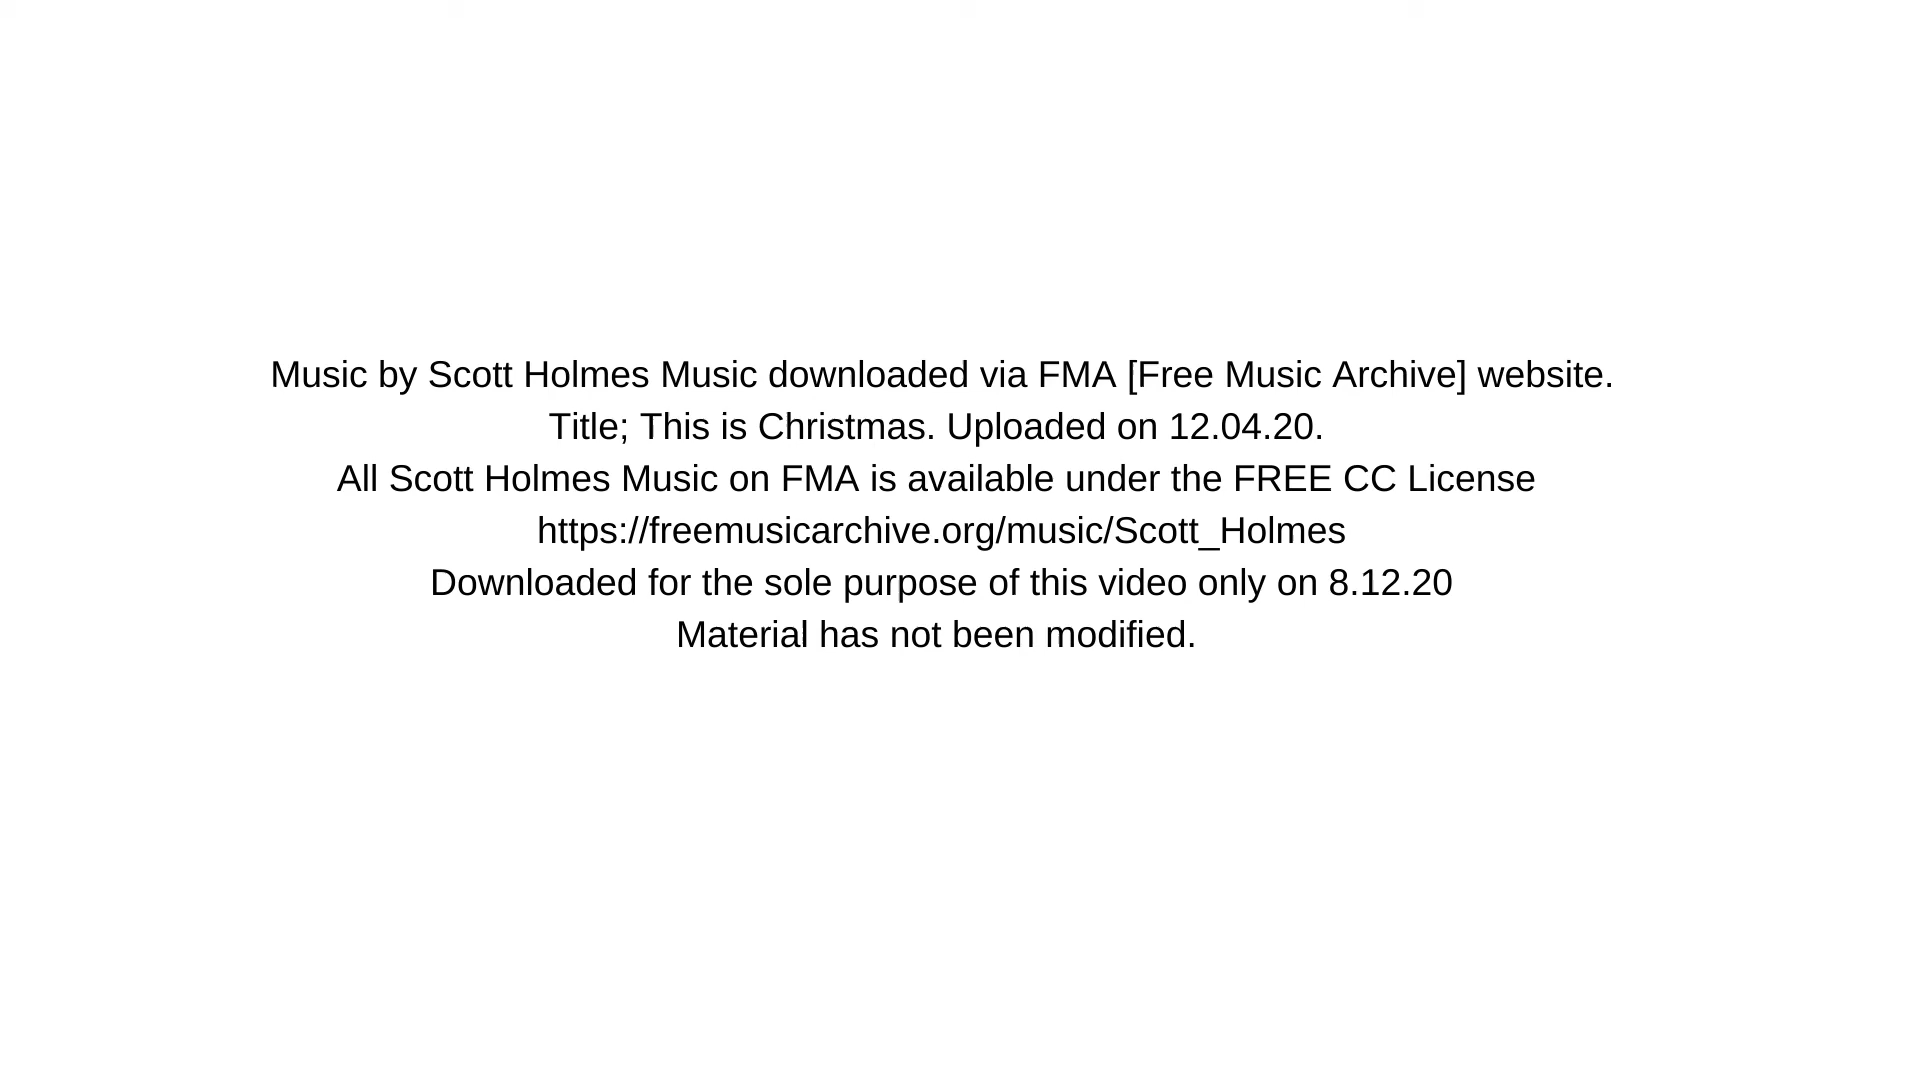 Music by Scott Holmes Music downloaded via FMA [Free Music Archive] website.
Title; This is Christmas. Uploaded on 12.04.20.
All Scott Holmes Music on FMA is available under the FREE CC License
https://freemusicarchive.org/music/Scott_Holmes
Downloaded for the sole purpose of this video only on 8.12.20
Material has not been modified.